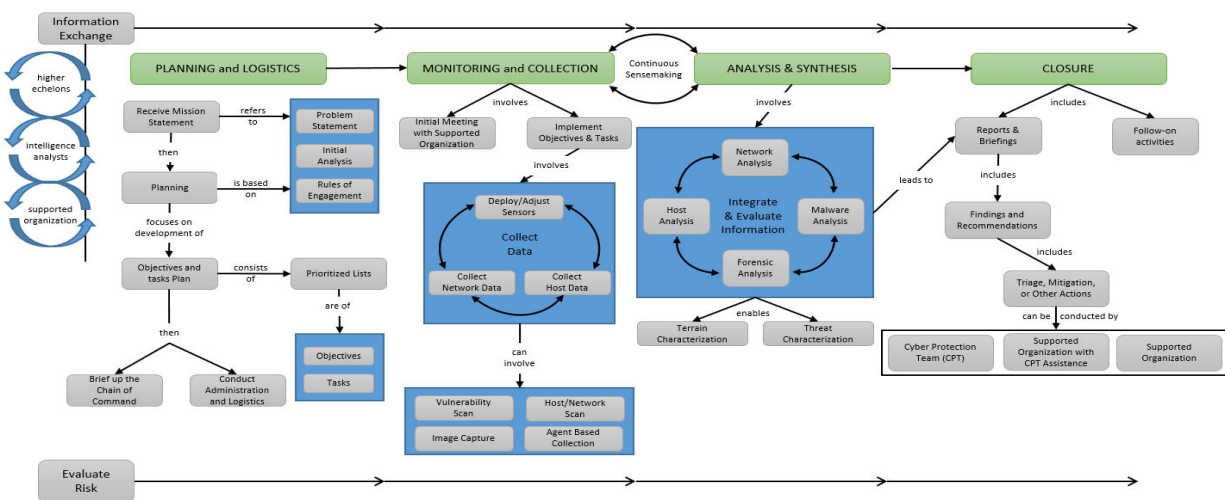 Information
Exchange
higher
echelons
intelligence
analysts
supported
organization
PLANNING and LOGISTICS
MONITORING and COLLECTION
Continuous
Sensemaking
ANALYSIS & SYNTHESIS
CLOSURE
Receive Mission
Statement
refers
to
Problem
Statement
Initial
Analysis
Rules of
Engagement
then
Planning
is based
on
focuses on
development of
Objectives and
tasks Plan
consists
of
Prioritized Lists
are of
Objectives
Tasks
then
Brief up the
Chain of
Command
Conduct
Administration
and Logistics
involves
Initial Meeting
with Supported
Organization
Implement
Objectives & Tasks
involves
Deploy/Adjust
Sensors
Collect
Data
Collect
Network Data
Collect
Host Data
can
involve
Vulnerability
Scan
Host/Network
Scan
Image Capture
Agent Based
Collection
involves
Network
Analysis
Host
Analysis
Integrate
& Evaluate
Information
Malware
Analysis
Forensic
Analysis
enables
Terrain
Characterization
Threat
Characterization
leads to
includes
Reports &
Briefings
Follow-on
activities
includes
Findings and
Recommendations
includes
Triage, Mitigation,
or Other Actions
can be
conducted by
Cyber Protection
Team (CPT)
Supported
Organization with
CPT Assistance
Supported
Organization
Evaluate
Risk